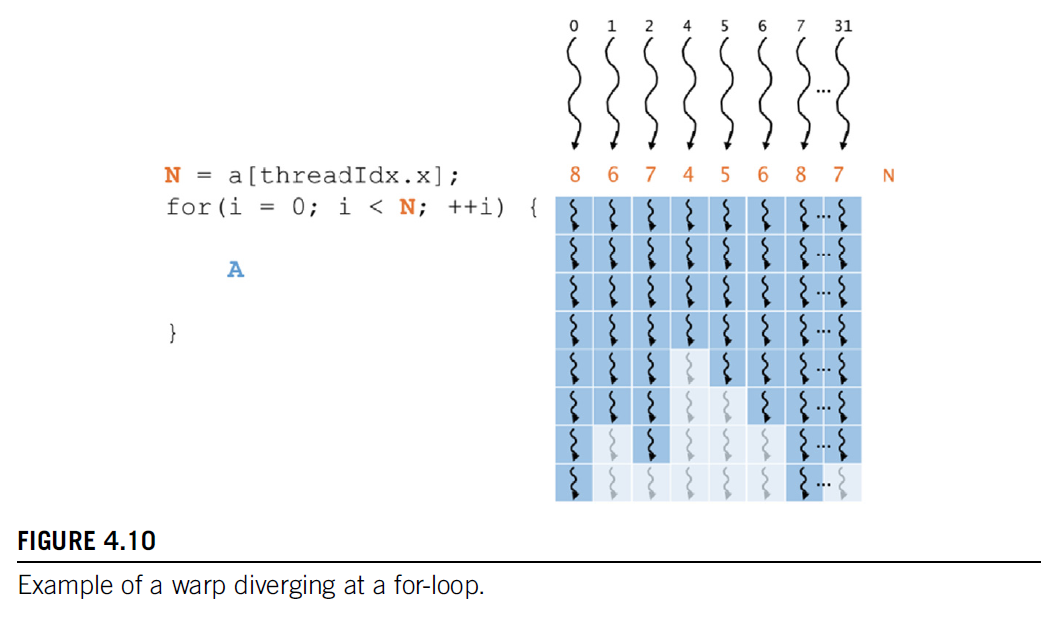 0 1 2 4 5 6 7 31
...
N = a[threadIdx.x];
8 6 7 4 5 6 8 7 N
for(i = 0; i < N; ++i) {
...
...
A
...
...
}
...
...
...
...
FIGURE 4.10
Example of a warp diverging at a for-loop.